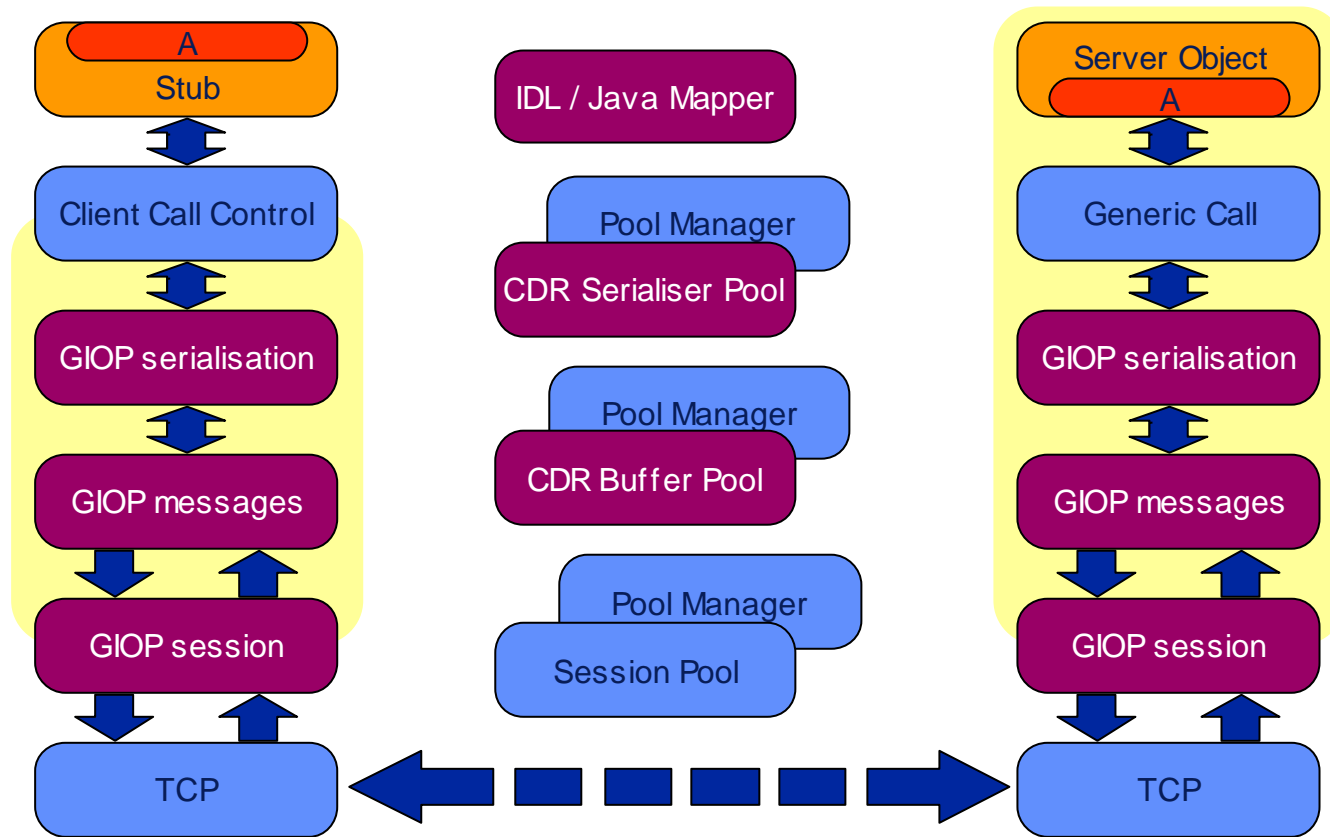 A
Stub
Client Call Control
GIOP serialisation
GIOP messages
GIOP session
TCP
IDL / Java Mapper
Pool Manager
CDR Serialiser Pool
Pool Manager
CDR Buffer Pool
Pool Manager
Session Pool
Server Object
A
Generic Call
GIOP serialisation
GIOP messages
GIOP session
TCP